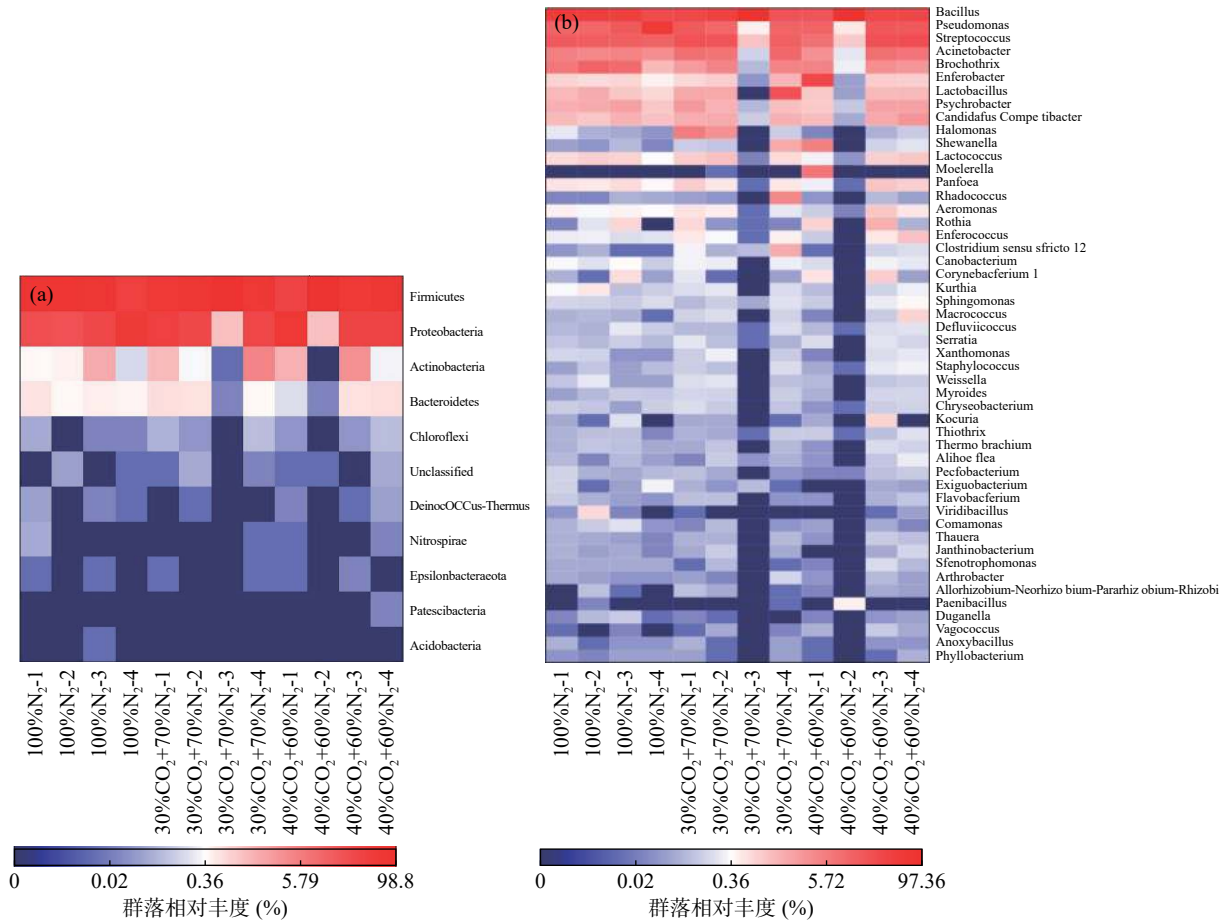 (a)
Firmicutes
Proteobacteria
Actinobacteria
Bacteroidetes
Chloroflexi
Unclassified
DeinocOCCus-Thermus
Nitrospirae
Epsilonbacteraeota
Patescibacteria
Acidobacteria
100%N₂-1
100%N₂-2
100%N₂-3
100%N₂-4
30%CO₂+70%N₂-1
30%CO₂+70%N₂-2
30%CO₂+70%N₂-3
30%CO₂+70%N₂-4
40%CO₂+60%N₂-1
40%CO₂+60%N₂-2
40%CO₂+60%N₂-3
40%CO₂+60%N₂-4
0 0.02 0.36 5.79 98.8
群落相对丰度 (%)
(b)
Bacillus
Pseudomonas
Streptococcus
Acinetobacter
Brochothrix
Enferobacter
Lactobacillus
Psychrobacter
Candidafus Compe tibacter
Halomonas
Shewanella
Lactococcus
Moelerella
Panfoea
Rhadococcus
Aeromonas
Rothia
Enferococcus
Clostridium sensu sfricto 12
Canobacterium
Corynebacferium 1
Kurthia
Sphingomonas
Macrococcus
Defluviicoccus
Serratia
Xanthomonas
Staphylococcus
Weissella
Myroides
Chryseobacterium
Kocuria
Thiothrix
Thermo brachium
Alihoe flea
Pecfobacterium
Exiguobacterium
Flavobacferium
Viridibacillus
Comamonas
Thauera
Janthinobacterium
Sfenotrophomonas
Arthrobacter
Allorhizobium-Neorhizo bium-Pararhiz obium-Rhizobi
Paenibacillus
Duganella
Vagococcus
Anoxybacillus
Phyllobacterium
100%N₂-1
100%N₂-2
100%N₂-3
100%N₂-4
30%CO₂+70%N₂-1
30%CO₂+70%N₂-2
30%CO₂+70%N₂-3
30%CO₂+70%N₂-4
40%CO₂+60%N₂-1
40%CO₂+60%N₂-2
40%CO₂+60%N₂-3
40%CO₂+60%N₂-4
0 0.02 0.36 5.72 97.36
群落相对丰度 (%)